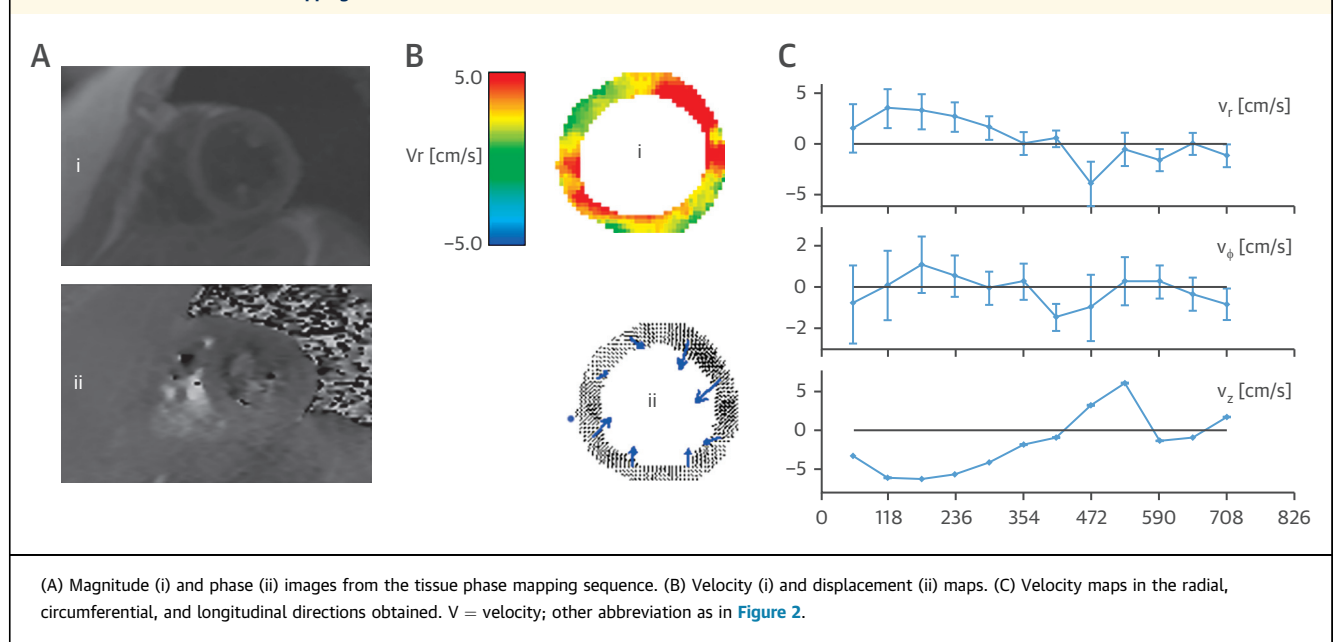 A
i
ii
B
5.0
Vr [cm/s]
−5.0
i
ii
C
5
0
−5
vr [cm/s]
2
0
−2
vϕ [cm/s]
5
0
−5
vz [cm/s]
0 118 236 354 472 590 708 826
(A) Magnitude (i) and phase (ii) images from the tissue phase mapping sequence. (B) Velocity (i) and displacement (ii) maps. (C) Velocity maps in the radial,
circumferential, and longitudinal directions obtained. V = velocity; other abbreviation as in Figure 2.